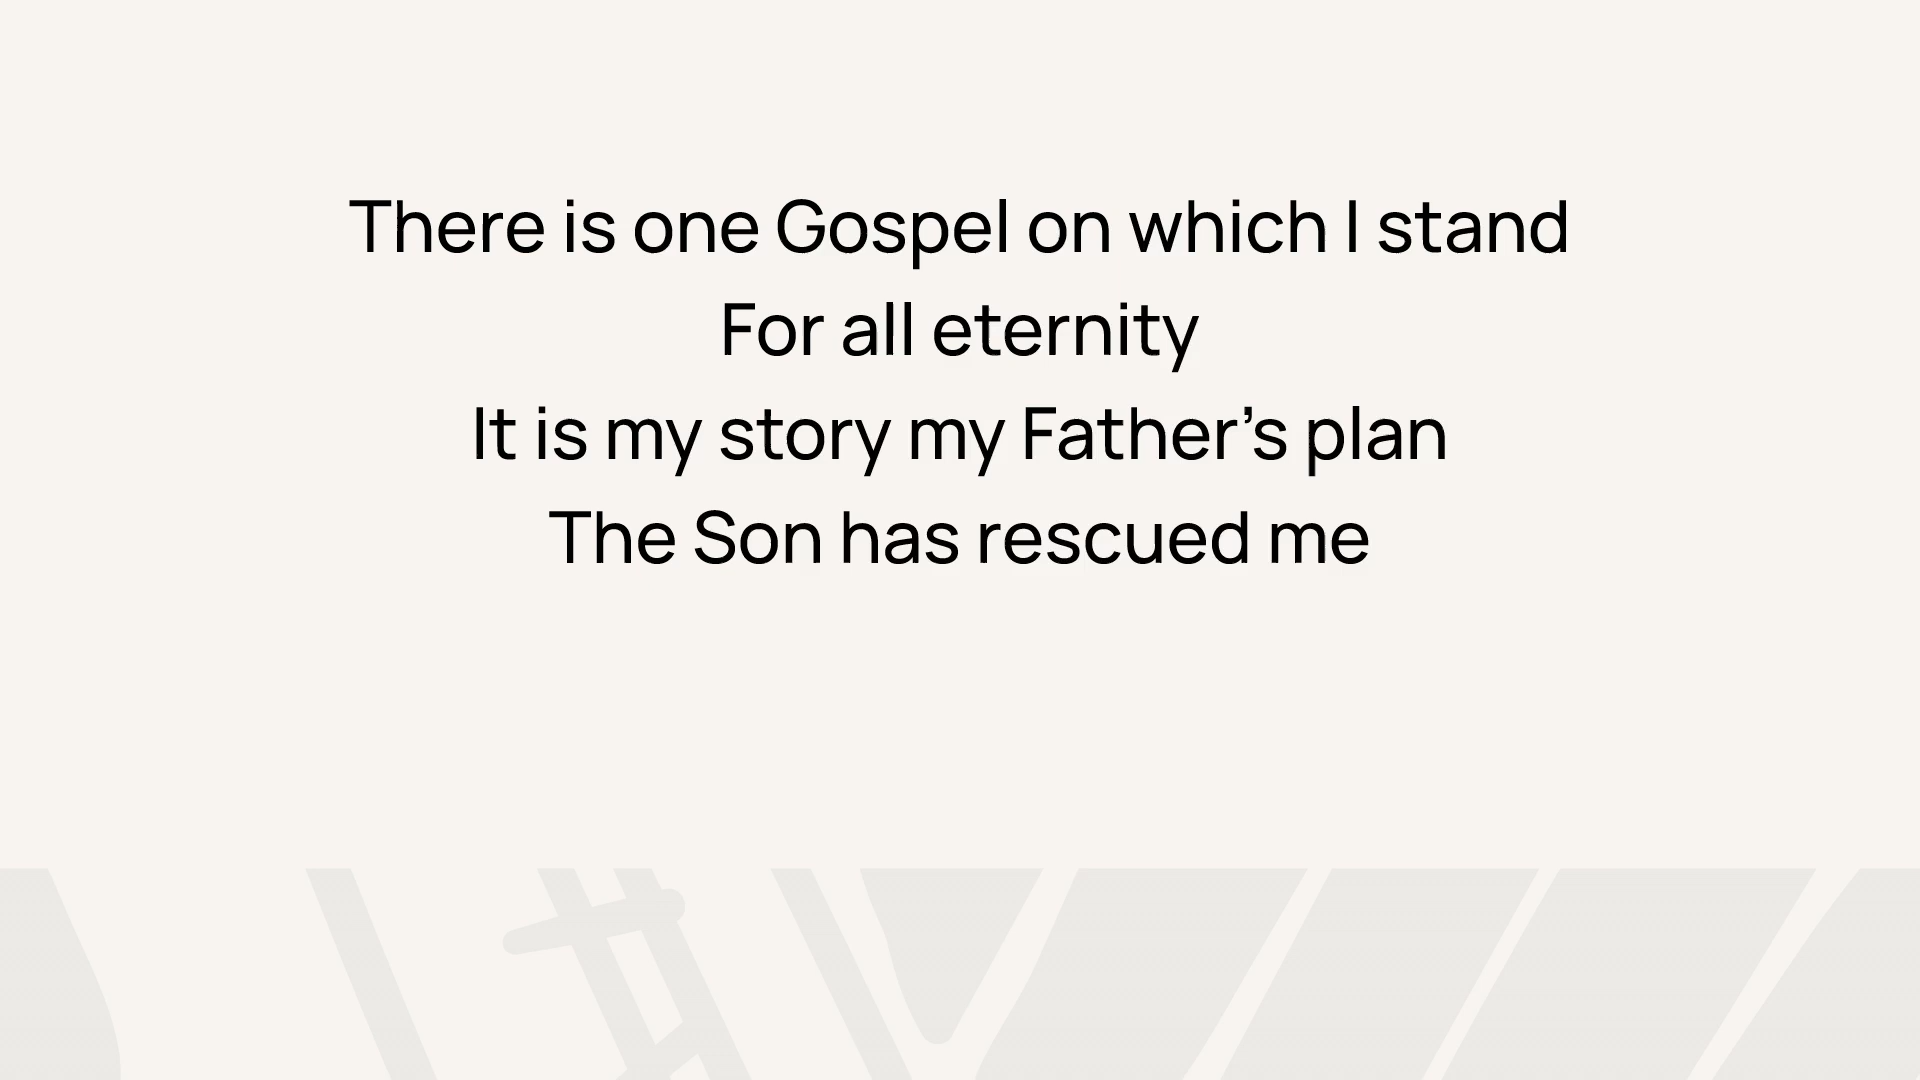 There is one Gospel on which I stand
For all eternity
It is my story my Father’s plan
The Son has rescued me